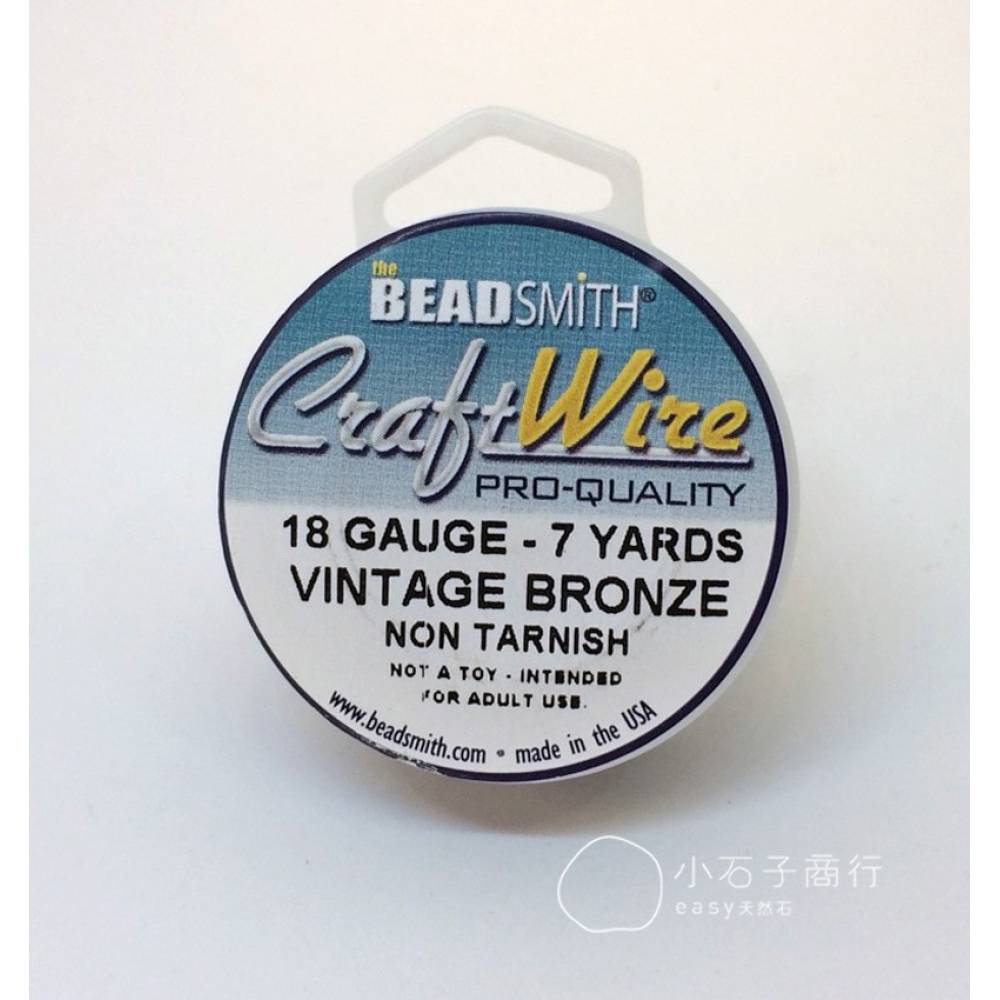 the
BEADSMiTH®
CraftWire
PRO-QUALITY
18 GAUGE - 7 YARDS
VINTAGE BRONZE
NON TARNISH
NOT A TOY - INTENDED
FOR ADULT USE.
www.beadsmith.com • made in the USA
小石子商行
easy天然石